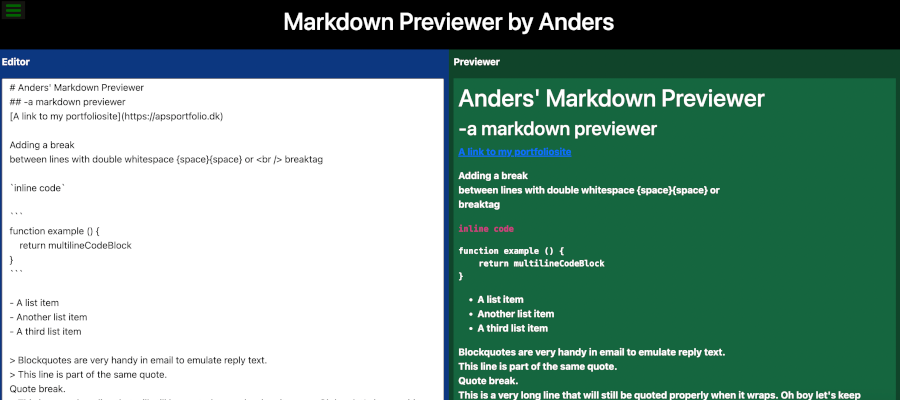 Markdown Previewer by Anders
Editor
# Anders' Markdown Previewer
## -a markdown previewer
[A link to my portfoliosite](https://apsportfolio.dk)
Adding a break
between lines with double whitespace {space}{space} or <br /> breaktag
`inline code`
```
function example () {
    return multilineCodeBlock
}
```
- A list item
- Another list item
- A third list item
> Blockquotes are very handy in email to emulate reply text.
> This line is part of the same quote.
Quote break.
Previewer
Anders' Markdown Previewer
-a markdown previewer
A link to my portfoliosite
Adding a break
between lines with double whitespace {space}{space} or
breaktag
inline code
function example () {
    return multilineCodeBlock
}
• A list item
• Another list item
• A third list item
Blockquotes are very handy in email to emulate reply text.
This line is part of the same quote.
Quote break.
This is a very long line that will still be quoted properly when it wraps. Oh boy let's keep